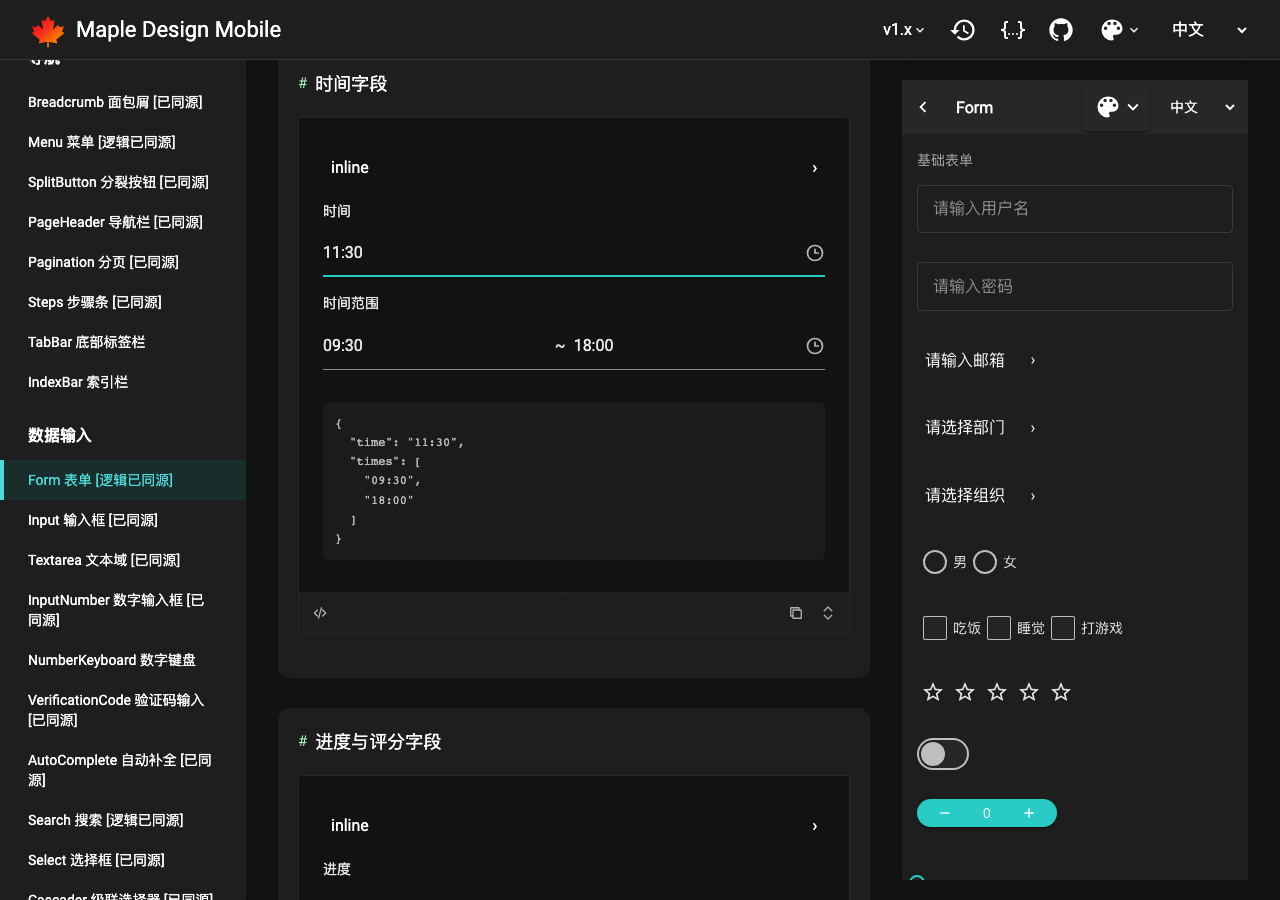 Maple Design Mobile
v1.x
中文
导航
Breadcrumb 面包屑 [已同源]
Menu 菜单 [逻辑已同源]
SplitButton 分裂按钮 [已同源]
PageHeader 导航栏 [已同源]
Pagination 分页 [已同源]
Steps 步骤条 [已同源]
TabBar 底部标签栏
IndexBar 索引栏
数据输入
Form 表单 [逻辑已同源]
Input 输入框 [已同源]
Textarea 文本域 [已同源]
InputNumber 数字输入框 [已
同源]
NumberKeyboard 数字键盘
VerificationCode 验证码输入
[已同源]
AutoComplete 自动补全 [已同
源]
Search 搜索 [逻辑已同源]
Select 选择框 [已同源]
Cascader 级联选择器 [已同源]
# 时间字段
inline
时间
11:30
时间范围
09:30 ~ 18:00
{
"time": "11:30",
"times": [
"09:30",
"18:00"
]
}
# 进度与评分字段
inline
进度
Form
中文
基础表单
请输入用户名
请输入密码
请输入邮箱
请选择部门
请选择组织
男 女
吃饭 睡觉 打游戏
0